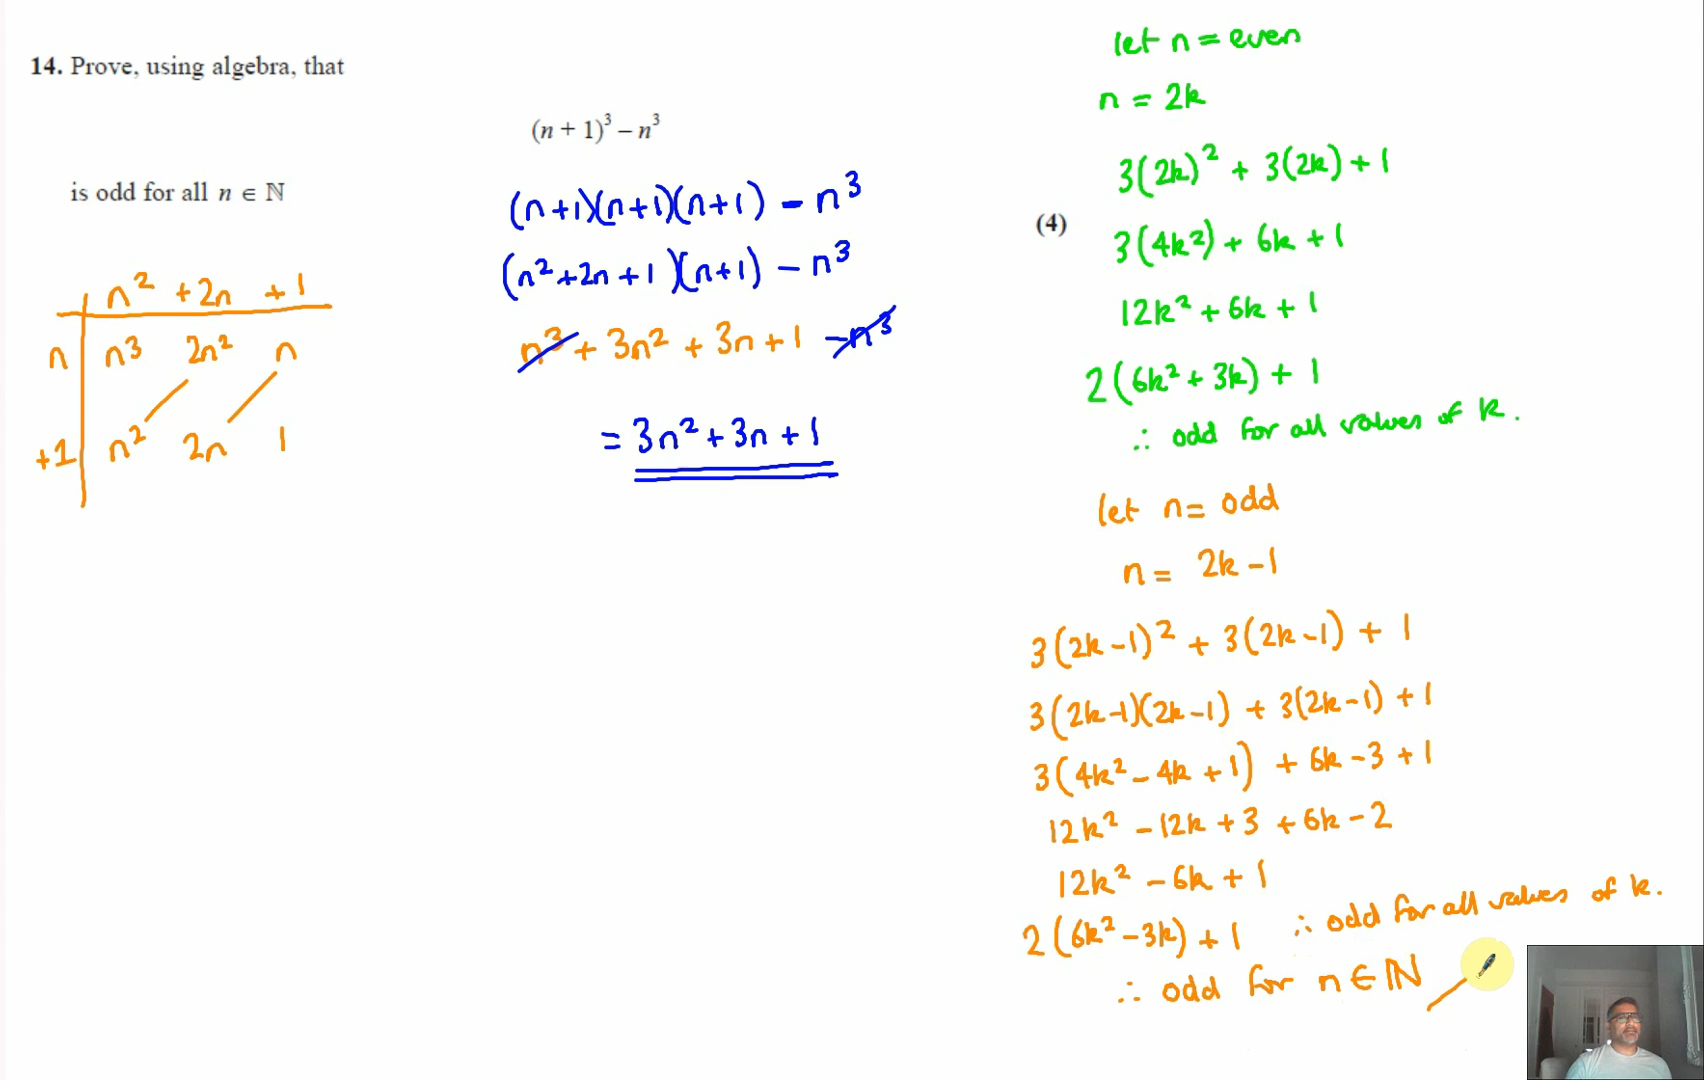 14. Prove, using algebra, that
(n + 1)³ – n³
is odd for all n ∈ ℕ
(4)
(n+1)(n+1)(n+1) – n³
(n²+2n+1)(n+1) – n³
n³ + 3n² + 3n + 1 – n³
= 3n² + 3n + 1
n² +2n +1
n n³ 2n² n
+1 n² 2n 1
let n = even
n = 2k
3(2k)² + 3(2k) + 1
3(4k²) + 6k + 1
12k² + 6k + 1
2(6k² + 3k) + 1
∴ odd for all values of k.
let n = odd
n = 2k – 1
3(2k–1)² + 3(2k–1) + 1
3(2k–1)(2k–1) + 3(2k–1) + 1
3(4k² – 4k + 1) + 6k – 3 + 1
12k² – 12k + 3 + 6k – 2
12k² – 6k + 1
2(6k² – 3k) + 1 ∴ odd for all values of k.
∴ odd for n ∈ ℕ